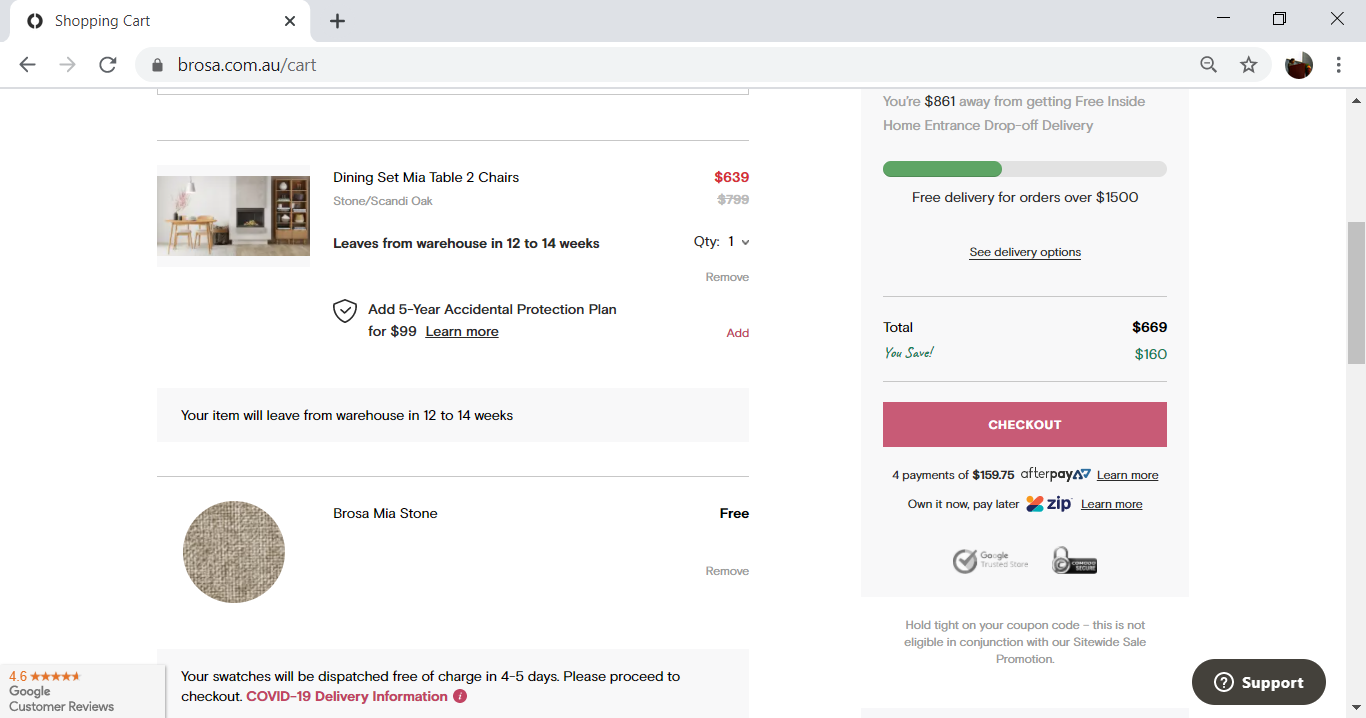 Shopping Cart
brosa.com.au/cart
Dining Set Mia Table 2 Chairs
$639
Stone/Scandi Oak
$799
Leaves from warehouse in 12 to 14 weeks
Qty: 1
Remove
Add 5-Year Accidental Protection Plan
for $99 Learn more
Add
Your item will leave from warehouse in 12 to 14 weeks
Brosa Mia Stone
Free
Remove
Your swatches will be dispatched free of charge in 4-5 days. Please proceed to
checkout. COVID-19 Delivery Information i
You're $861 away from getting Free Inside
Home Entrance Drop-off Delivery
Free delivery for orders over $1500
See delivery options
Total $669
You Save! $160
CHECKOUT
4 payments of $159.75 afterpay Learn more
Own it now, pay later zip Learn more
Google
Trusted Store
COMODO
SECURE
Hold tight on your coupon code – this is not
eligible in conjunction with our Sitewide Sale
Promotion.
4.6
Google
Customer Reviews
? Support